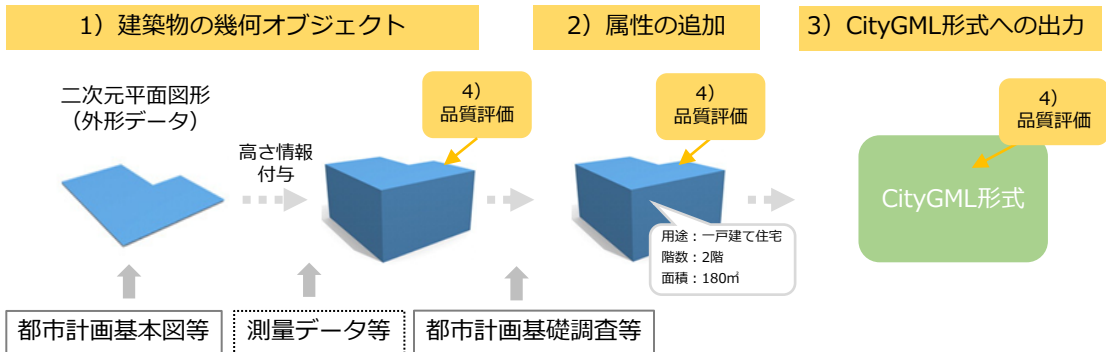 1）建築物の幾何オブジェクト
2）属性の追加
3）CityGML形式への出力
二次元平面図形
（外形データ）
高さ情報
付与
4）
品質評価
4）
品質評価
4）
品質評価
CityGML形式
用途：一戸建て住宅
階数：2階
面積：180㎡
都市計画基本図等
測量データ等
都市計画基礎調査等